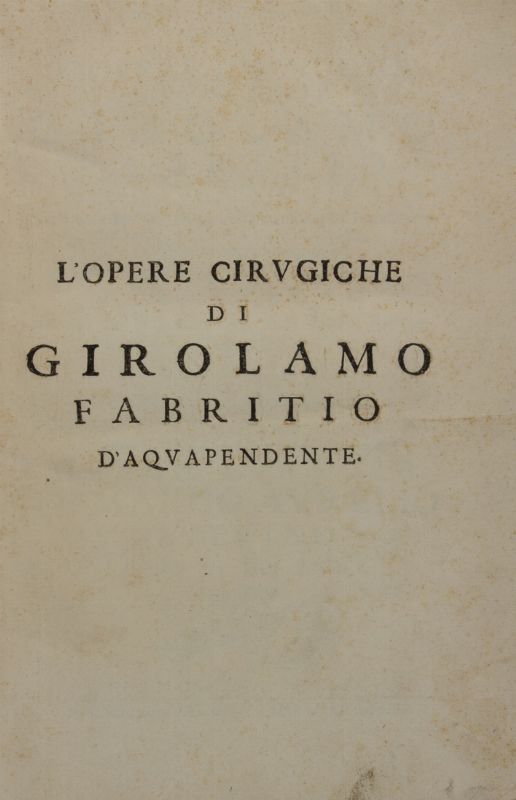 L'OPERE CIRVGICHE
DI
GIROLAMO
FABRITIO
D'AQVAPENDENTE.